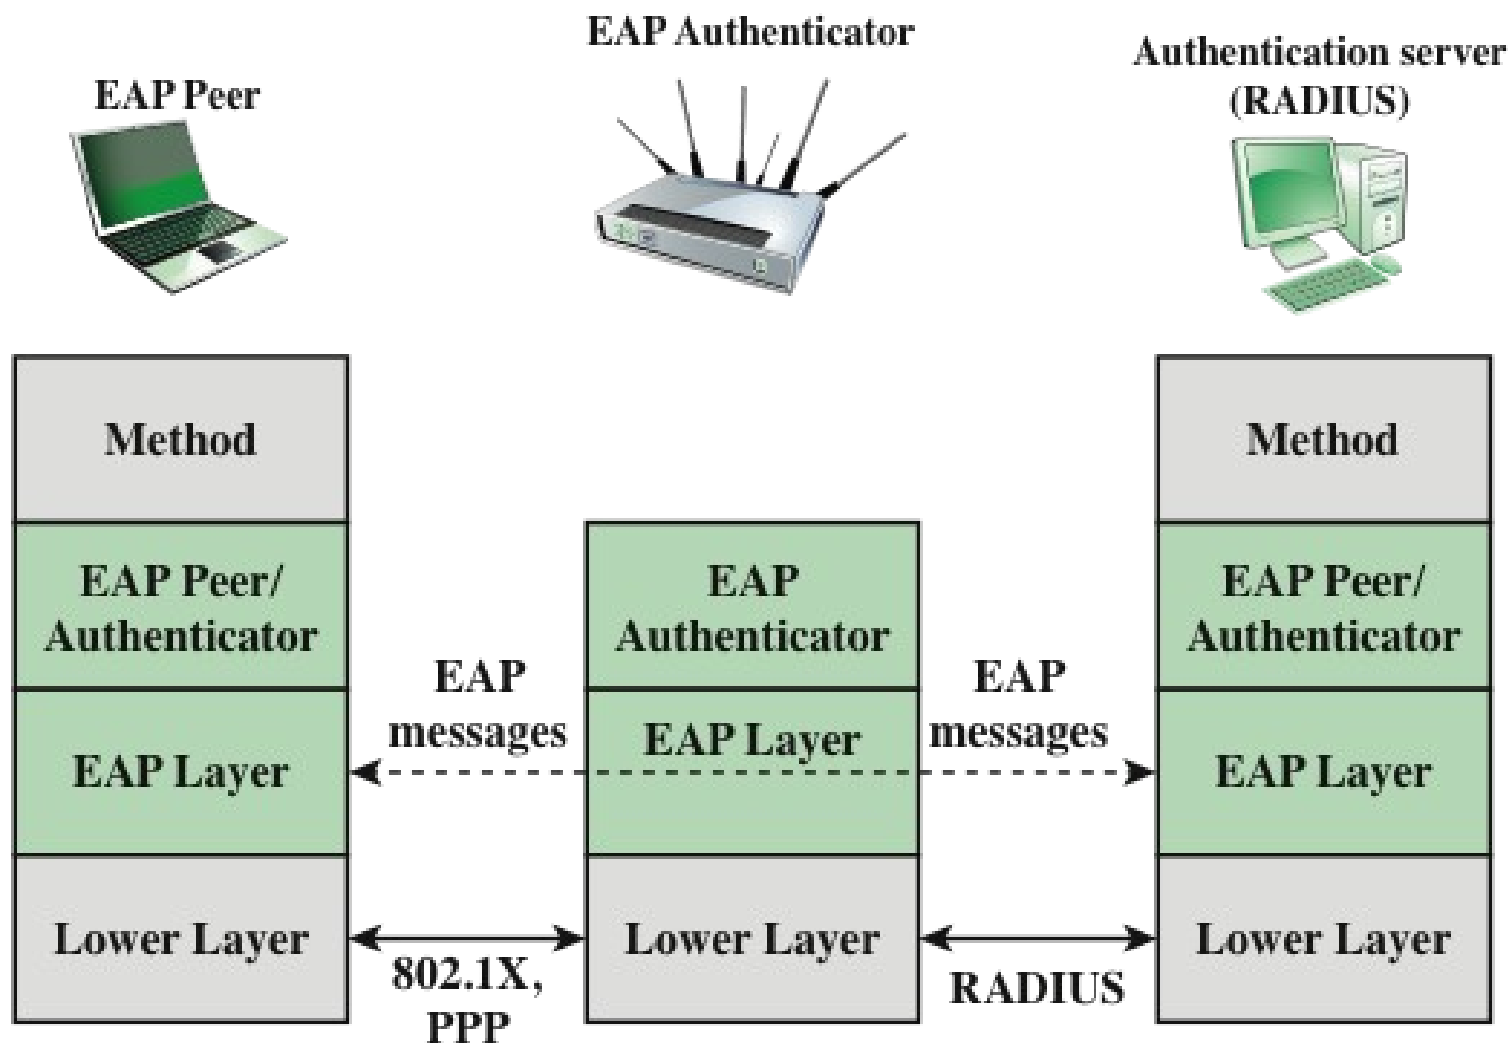 EAP Peer
EAP Authenticator
Authentication server
(RADIUS)
Method
EAP Peer/
Authenticator
EAP Layer
Lower Layer
EAP
messages
802.1X,
PPP
EAP
Authenticator
EAP Layer
Lower Layer
EAP
messages
RADIUS
Method
EAP Peer/
Authenticator
EAP Layer
Lower Layer